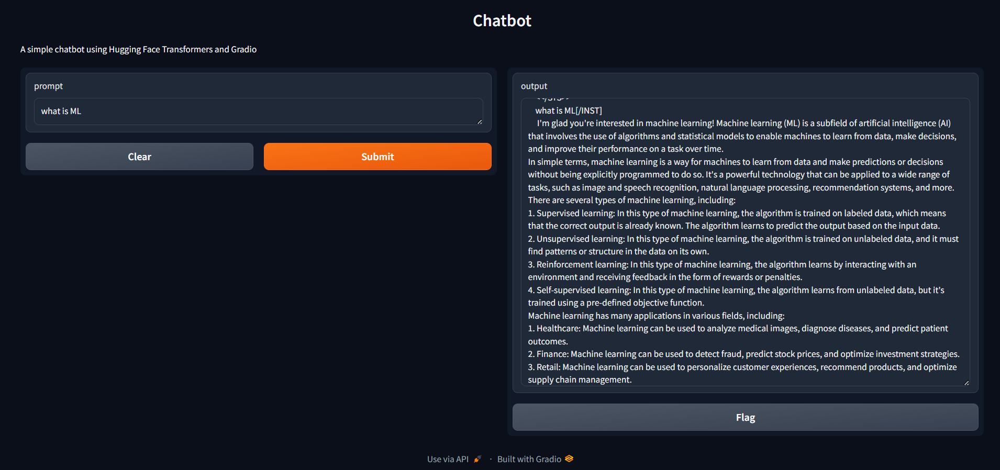 Chatbot
A simple chatbot using Hugging Face Transformers and Gradio
prompt
what is ML
Clear
Submit
output
<</SYS>>
what is ML[/INST]
I'm glad you're interested in machine learning! Machine learning (ML) is a subfield of artificial intelligence (AI)
that involves the use of algorithms and statistical models to enable machines to learn from data, make decisions,
and improve their performance on a task over time.
In simple terms, machine learning is a way for machines to learn from data and make predictions or decisions
without being explicitly programmed to do so. It's a powerful technology that can be applied to a wide range of
tasks, such as image and speech recognition, natural language processing, recommendation systems, and more.
There are several types of machine learning, including:
1. Supervised learning: In this type of machine learning, the algorithm is trained on labeled data, which means
that the correct output is already known. The algorithm learns to predict the output based on the input data.
2. Unsupervised learning: In this type of machine learning, the algorithm is trained on unlabeled data, and it must
find patterns or structure in the data on its own.
3. Reinforcement learning: In this type of machine learning, the algorithm learns by interacting with an
environment and receiving feedback in the form of rewards or penalties.
4. Self-supervised learning: In this type of machine learning, the algorithm learns from unlabeled data, but it's
trained using a pre-defined objective function.
Machine learning has many applications in various fields, including:
1. Healthcare: Machine learning can be used to analyze medical images, diagnose diseases, and predict patient
outcomes.
2. Finance: Machine learning can be used to detect fraud, predict stock prices, and optimize investment strategies.
3. Retail: Machine learning can be used to personalize customer experiences, recommend products, and optimize
supply chain management.
Flag
Use via API · Built with Gradio